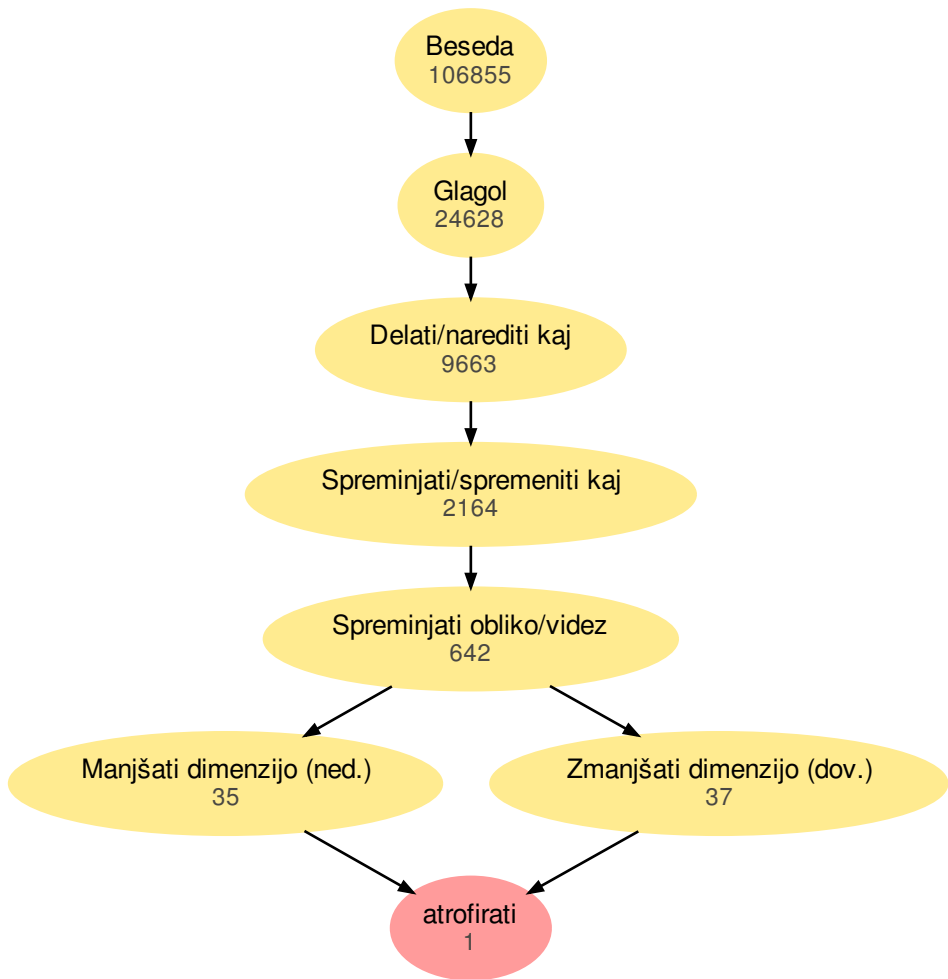 Beseda
106855
Glagol
24628
Delati/narediti kaj
9663
Spreminjati/spremeniti kaj
2164
Spreminjati obliko/videz
642
Manjšati dimenzijo (ned.)
35
Zmanjšati dimenzijo (dov.)
37
atrofirati
1